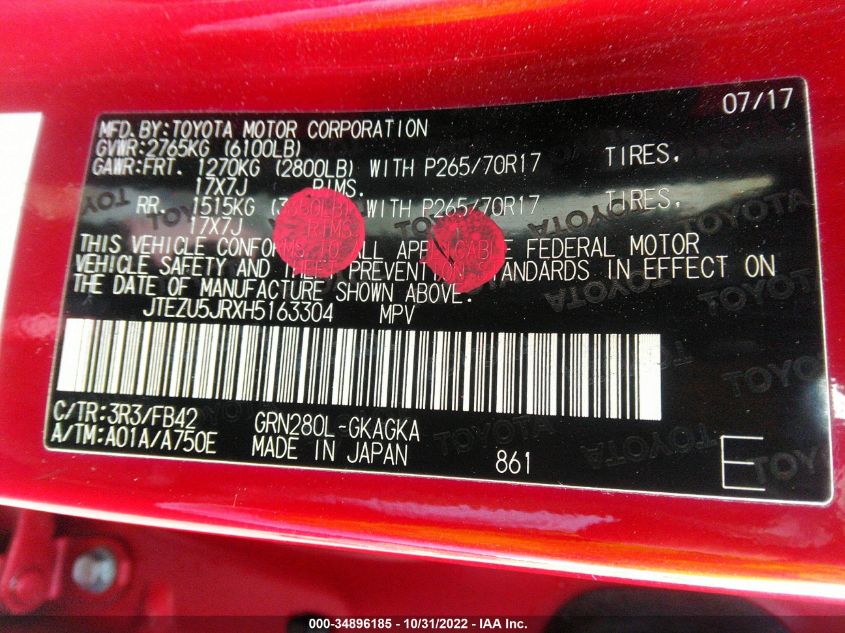 07/17
MFD.BY:TOYOTA MOTOR CORPORATION
GVWR:2765KG (6100LB)
GAWR:FRT. 1270KG (2800LB) WITH P265/70R17 TIRES,
17X7J RIMS.
RR. 1515KG WITH P265/70R17 TIRES,
17X7J RIMS
THIS VEHICLE CONFORMS TO ALL APPLICABLE FEDERAL MOTOR
VEHICLE SAFETY AND THEFT PREVENTION STANDARDS IN EFFECT ON
THE DATE OF MANUFACTURE SHOWN ABOVE.
JTEZU5JRXH5163304 MPV
C/TR:3R3/FB42 GRN280L-GKAGKA
A/TM:A01A/A750E MADE IN JAPAN 861 E
TOYOTA
000-34896185 - 10/31/2022 - IAA Inc.